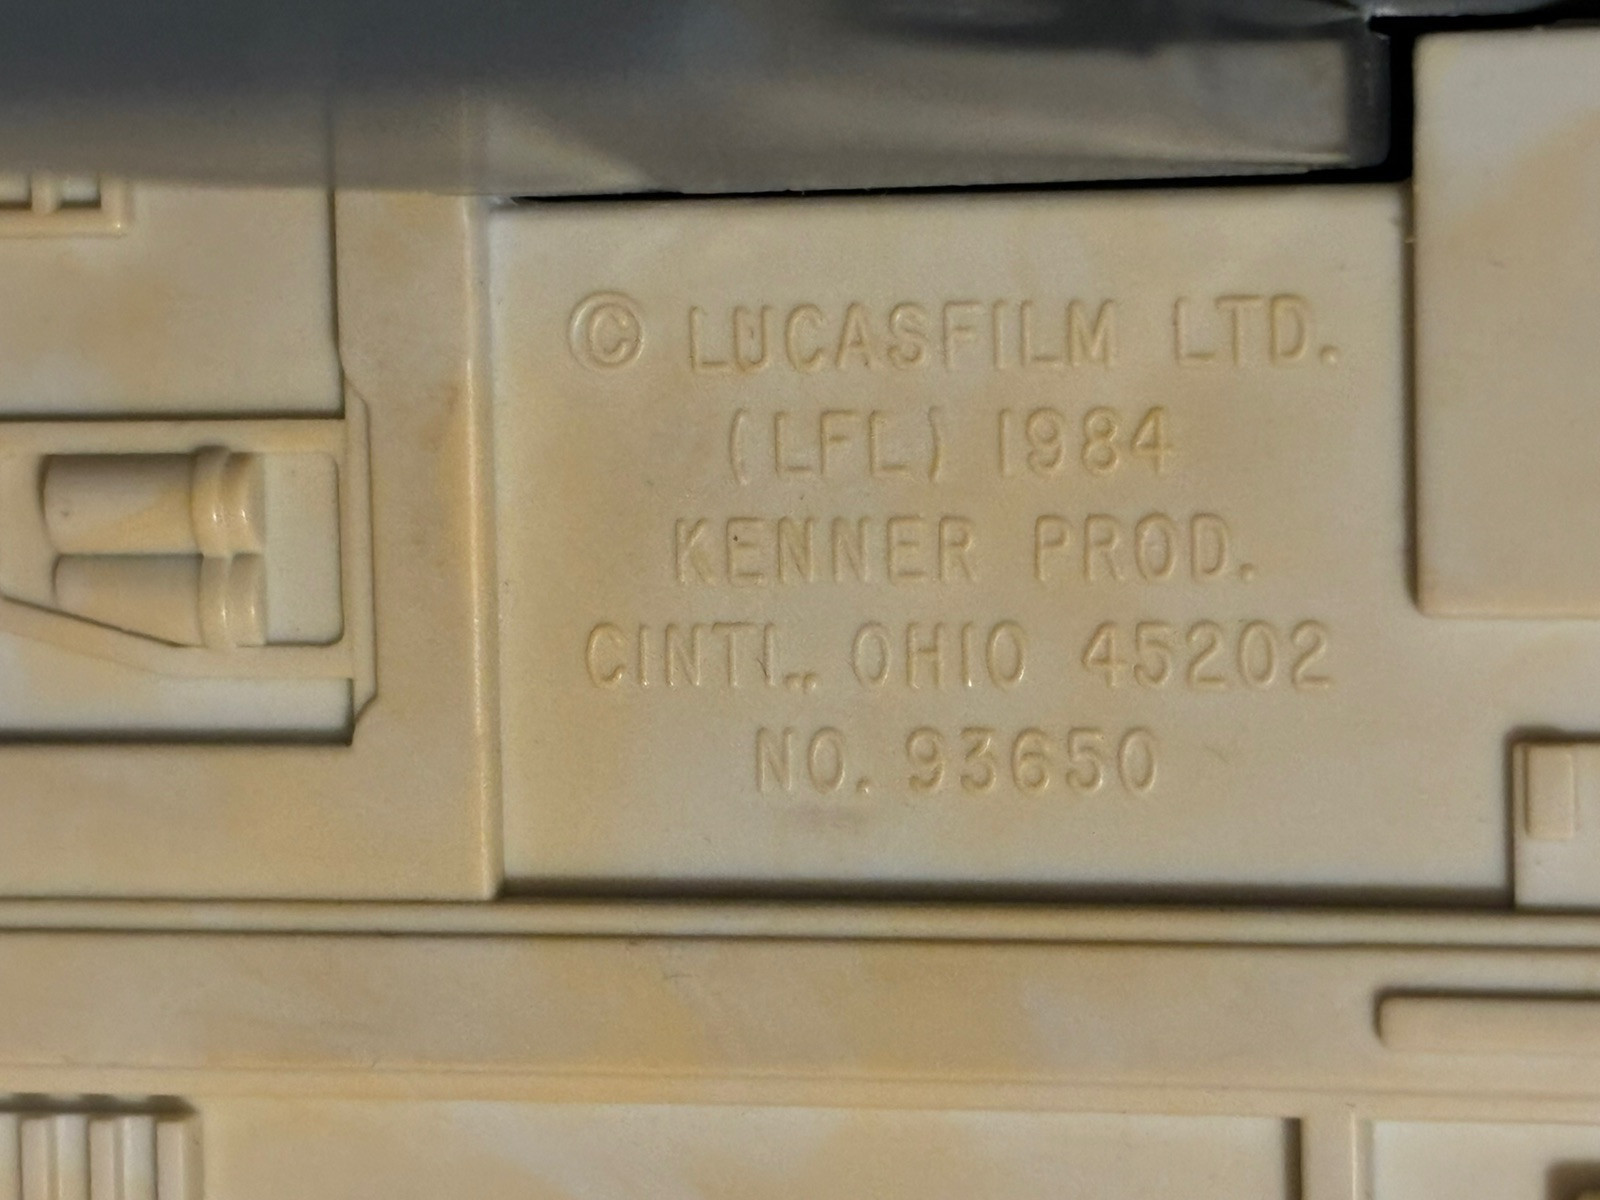 © LUCASFILM LTD.
(LFL) 1984
KENNER PROD.
CINTI., OHIO 45202
NO. 93650